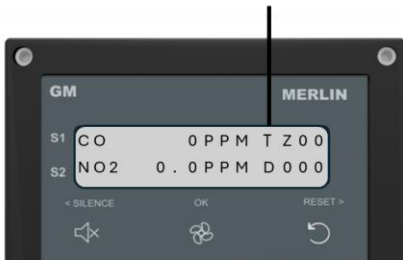 GM MERLIN
S1 CO 0PPM TZ00
S2 NO2 0.0PPM D000
< SILENCE OK RESET >